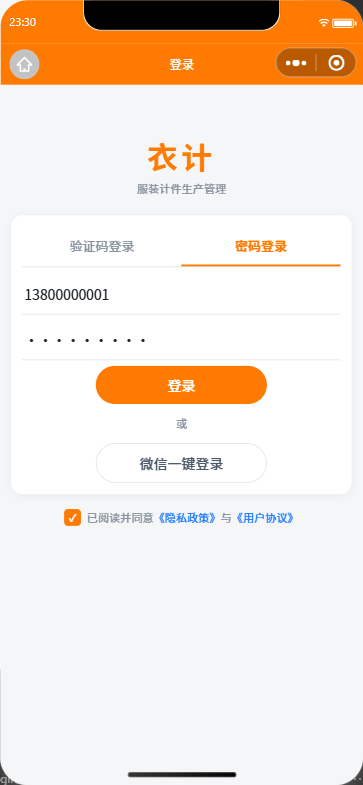 23:30
登录
衣计
服装计件生产管理
验证码登录 密码登录
13800000001
• • • • • • • • •
登录
或
微信一键登录
已阅读并同意《隐私政策》与《用户协议》